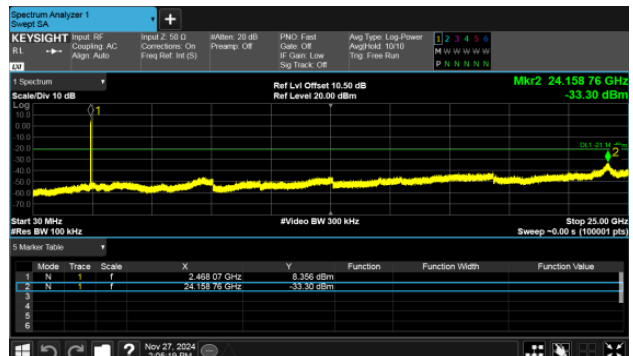 Spectrum Analyzer 1
Swept SA
+
KEYSIGHT Input: RF Input Z: 50 Ω #Atten: 20 dB PNO: Fast Avg Type: Log-Power 1 2 3 4 5 6
RL Coupling: AC Corrections: On Preamp: Off Gate: Off Avg|Hold: 10/10 M W W W W W
Align: Auto Freq Ref: Int (S) IF Gain: Low Trig: Free Run P N N N N N
LXI Sig Track: Off
1 Spectrum Ref Lvl Offset 10.50 dB Mkr2 24.158 76 GHz
Scale/Div 10 dB Ref Level 20.00 dBm -33.30 dBm
Log
10.0 1
0.00
-10.0
-20.0 DL1 -21.14 dBm
-30.0 2
-40.0
-50.0
-60.0
-70.0
Start 30 MHz #Video BW 300 kHz Stop 25.00 GHz
#Res BW 100 kHz Sweep ~0.00 s (100001 pts)
5 Marker Table
Mode Trace Scale X Y Function Function Width Function Value
1 N 1 f 2.468 07 GHz 8.356 dBm
2 N 1 f 24.158 76 GHz -33.30 dBm
3
4
5
6
? Nov 27, 2024